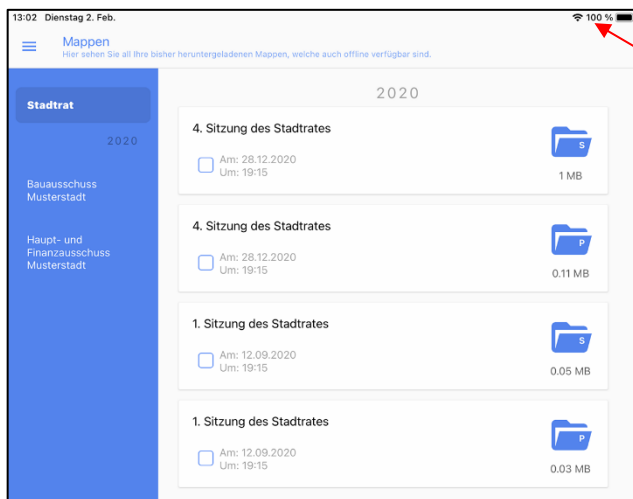 13:02 Dienstag 2. Feb.
100 %
Mappen
Hier sehen Sie all Ihre bisher heruntergeladenen Mappen, welche auch offline verfügbar sind.
Stadtrat
2020
Bauausschuss
Musterstadt
Haupt- und
Finanzausschuss
Musterstadt
2020
4. Sitzung des Stadtrates
Am: 28.12.2020
Um: 19:15
S
1 MB
4. Sitzung des Stadtrates
Am: 28.12.2020
Um: 19:15
P
0.11 MB
1. Sitzung des Stadtrates
Am: 12.09.2020
Um: 19:15
S
0.05 MB
1. Sitzung des Stadtrates
Am: 12.09.2020
Um: 19:15
P
0.03 MB